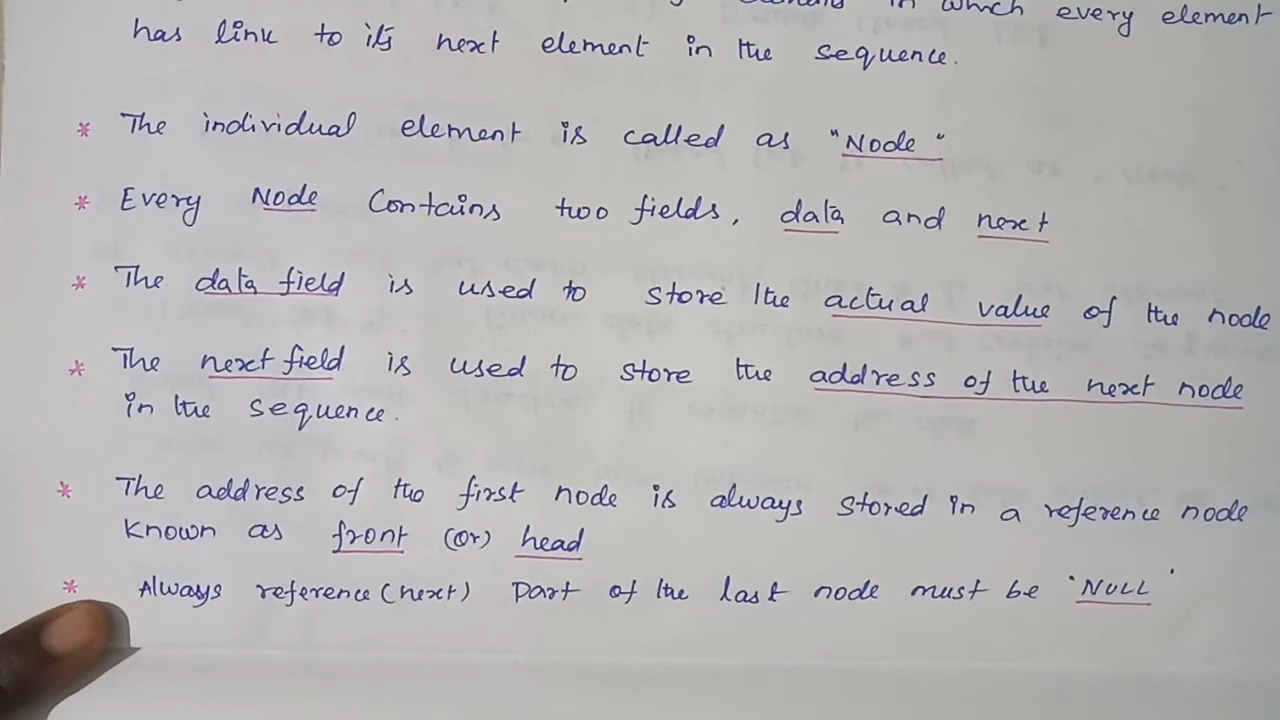 in which every element
has link to its next element in the sequence.
* The individual element is called as "Node"
* Every Node contains two fields, data and next
* The data field is used to store the actual value of the node
* The next field is used to store the address of the next node
in the sequence.
* The address of the first node is always stored in a reference node
known as front (or) head
* Always reference (next) part of the last node must be 'NULL'